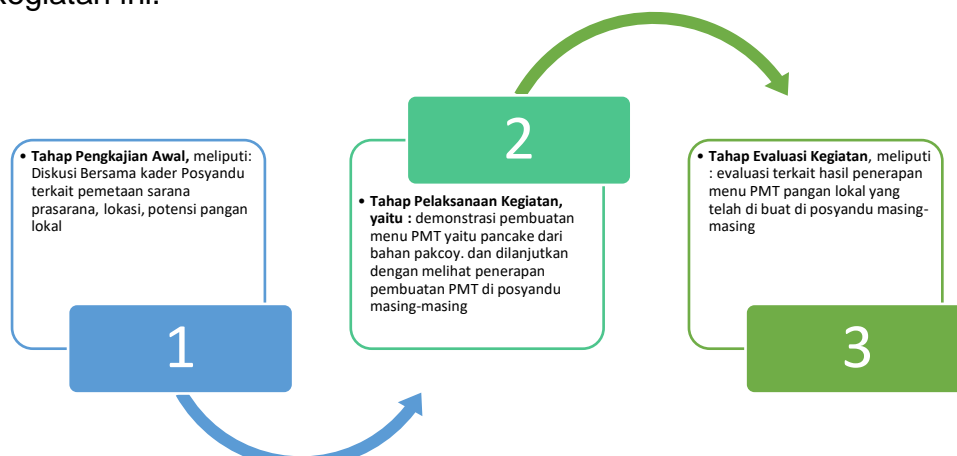 kegiatan ini.
• Tahap Pengkajian Awal, meliputi:
Diskusi Bersama kader Posyandu
terkait pemetaan sarana
prasarana, lokasi, potensi pangan
lokal
1
2
• Tahap Pelaksanaan Kegiatan,
yaitu : demonstrasi pembuatan
menu PMT yaitu pancake dari
bahan pakcoy. dan dilanjutkan
dengan melihat penerapan
pembuatan PMT di posyandu
masing-masing
• Tahap Evaluasi Kegiatan, meliputi
: evaluasi terkait hasil penerapan
menu PMT pangan lokal yang
telah di buat di posyandu masing-
masing
3